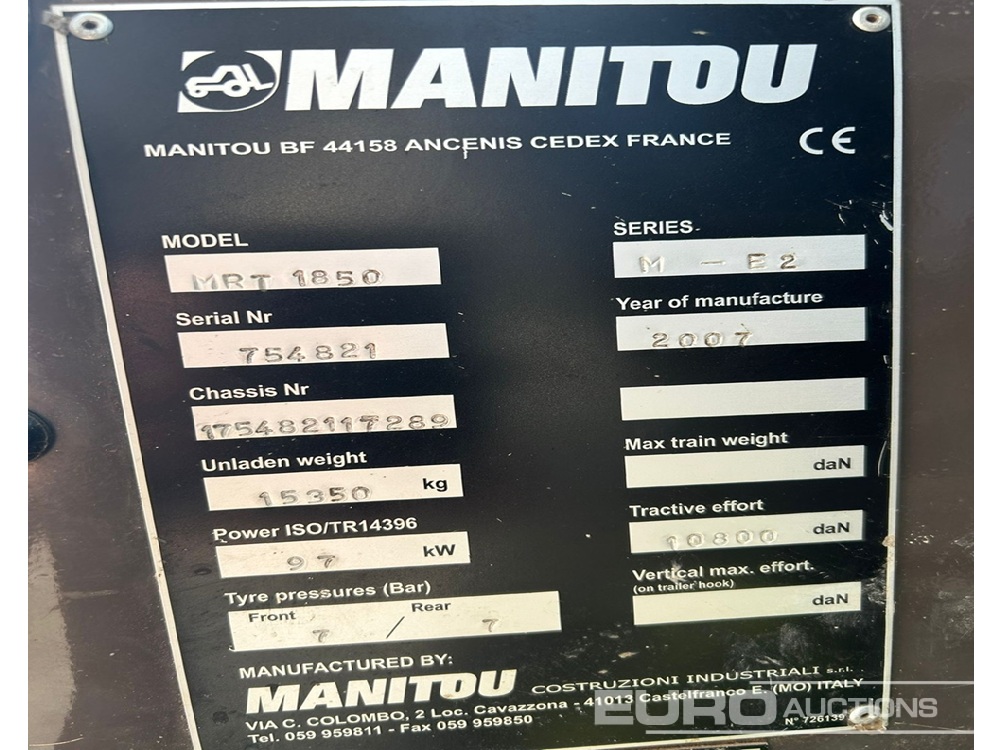 MANITOU
MANITOU BF 44158 ANCENIS CEDEX FRANCE CE
MODEL
MRT 1850
SERIES
M - E2
Serial Nr
754821
Year of manufacture
2007
Chassis Nr
175482117289
Unladen weight
15350 kg
Max train weight
daN
Power ISO/TR14396
97 kW
Tractive effort
10800 daN
Tyre pressures (Bar)
Front Rear
7 / 7
Vertical max. effort.
(on trailer hook)
daN
MANUFACTURED BY:
MANITOU COSTRUZIONI INDUSTRIALI s.r.l.
VIA C. COLOMBO, 2 Loc. Cavazzona - 41013 Castelfranco E. (MO) ITALY
Tel. 059 959811 - Fax 059 959850
N° 726139
EURO AUCTIONS